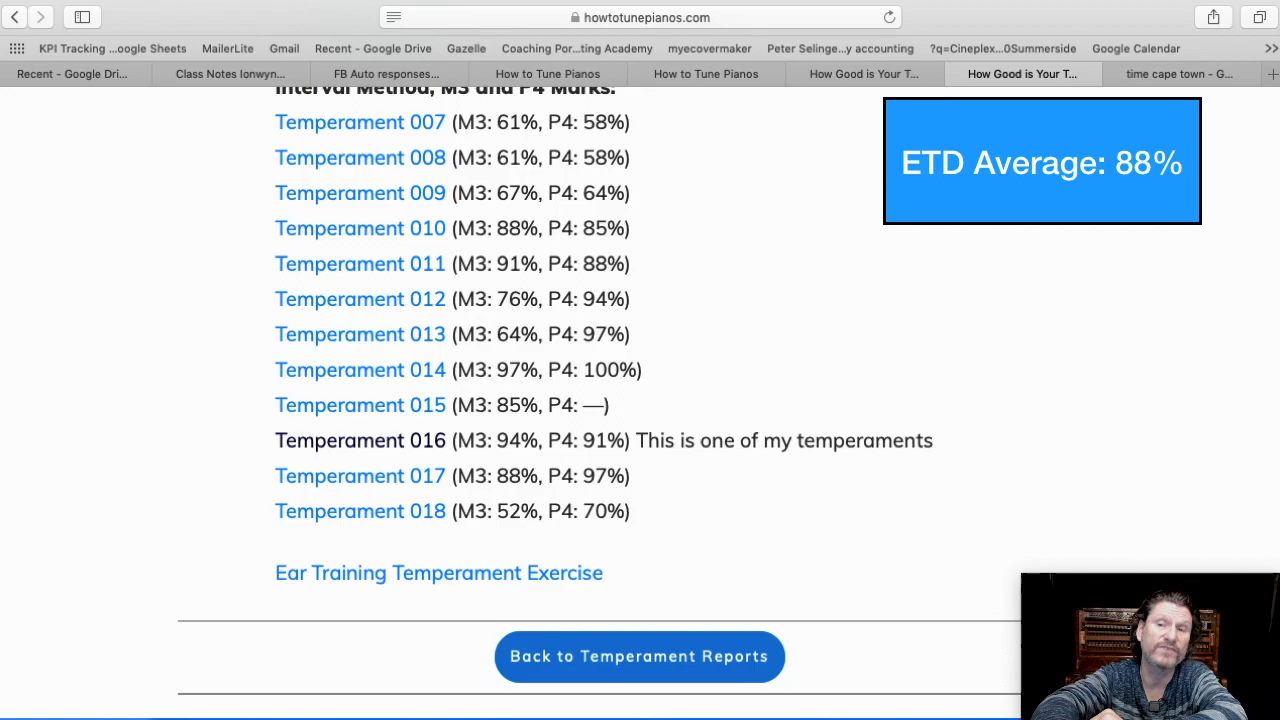 howtotunepianos.com
KPI Tracking ...oogle Sheets MailerLite Gmail Recent - Google Drive Gazelle Coaching Por...ting Academy myecovermaker Peter Selinge...y accounting ?q=Cineplex...0Summerside Google Calendar >>
Recent - Google Dri... Class Notes Ionwyn... FB Auto responses... How to Tune Pianos How to Tune Pianos How Good is Your T... How Good is Your T... time cape town - G... +
Interval Method, M3 and P4 Marks:
Temperament 007 (M3: 61%, P4: 58%)
ETD Average: 88%
Temperament 008 (M3: 61%, P4: 58%)
Temperament 009 (M3: 67%, P4: 64%)
Temperament 010 (M3: 88%, P4: 85%)
Temperament 011 (M3: 91%, P4: 88%)
Temperament 012 (M3: 76%, P4: 94%)
Temperament 013 (M3: 64%, P4: 97%)
Temperament 014 (M3: 97%, P4: 100%)
Temperament 015 (M3: 85%, P4: —)
Temperament 016 (M3: 94%, P4: 91%) This is one of my temperaments
Temperament 017 (M3: 88%, P4: 97%)
Temperament 018 (M3: 52%, P4: 70%)
Ear Training Temperament Exercise
Back to Temperament Reports